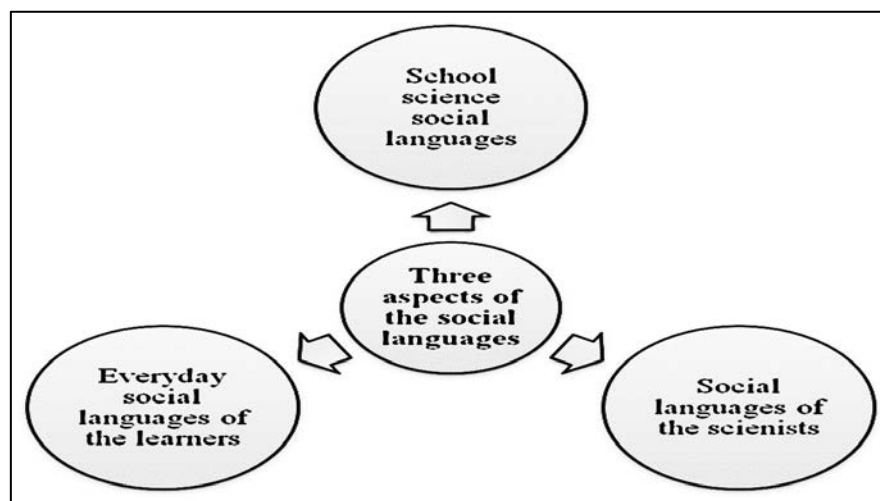 School
science
social
languages
Three
aspects of
the social
languages
Everyday
social
languages of
the learners
Social
languages of
the scienists